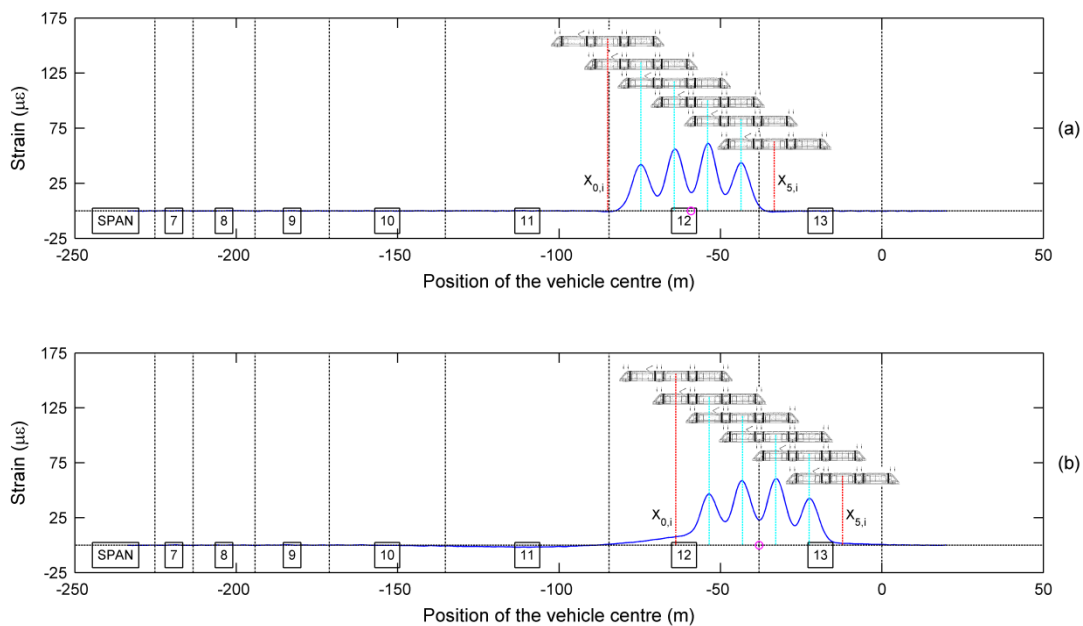 175
125
75
25
-25
Strain (με)
X0,i
X5,i
(a)
SPAN 7 8 9 10 11 12 13
-250 -200 -150 -100 -50 0 50
Position of the vehicle centre (m)
175
125
75
25
-25
Strain (με)
X0,i
X5,i
(b)
SPAN 7 8 9 10 11 12 13
-250 -200 -150 -100 -50 0 50
Position of the vehicle centre (m)